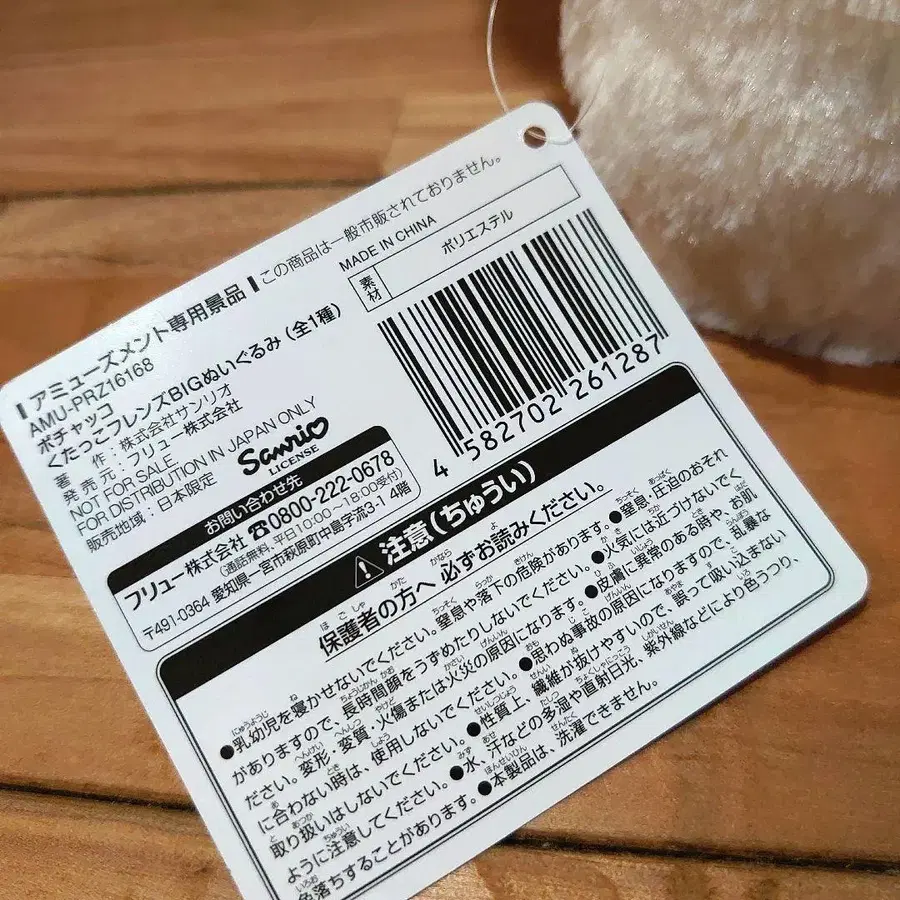 アミューズメント専用景品 この商品は一般市販されておりません。
AMU-PRZ16168
ポチャッコ
くたっこフレンズBIGぬいぐるみ(全1種)
著作:株式会社サンリオ
発売元:フリュー株式会社
NOT FOR SALE
FOR DISTRIBUTION IN JAPAN ONLY
販売地域:日本限定
Sanrio
LICENSE
MADE IN CHINA
素材 ポリエステル
4 582702 261287
お問い合わせ先
フリュー株式会社 ☎0800-222-0678
(通話無料、平日10:00〜18:00受付)
〒491-0364 愛知県一宮市萩原町中島字流3-1 4階
⚠ 注意(ちゅうい)
保護者の方へ 必ずお読みください。
●乳幼児を寝かせないでください。窒息や落下の危険があります。●窒息・圧迫のおそれ
がありますので、長時間顔をうずめたりしないでください。●火気には近づけないでく
ださい。変形・変質・火傷または火災の原因になります。●皮膚に異常のある時や、お肌
に合わない時は、使用しないでください。●思わぬ事故の原因になりますので、乱暴な
取り扱いはしないでください。●性質上、繊維が抜けやすいので、誤って吸い込まない
ように注意してください。●水、汗などの多湿や直射日光、紫外線などにより色うつり、
色落ちすることがあります。●本製品は、洗濯できません。